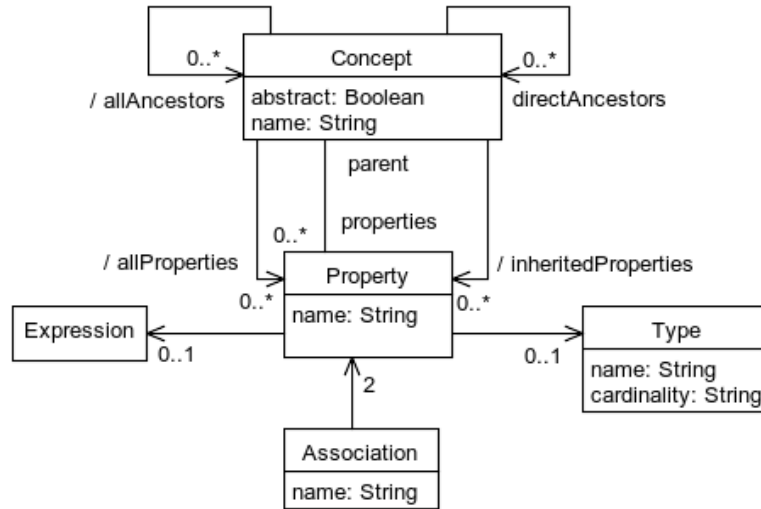 Concept
0..*
0..*
/ allAncestors
abstract: Boolean
directAncestors
name: String
parent
properties
0..*
/ allProperties
Property
/ inheritedProperties
0..*
0..*
name: String
Expression
Type
0..1
0..1
name: String
cardinality: String
2
Association
name: String